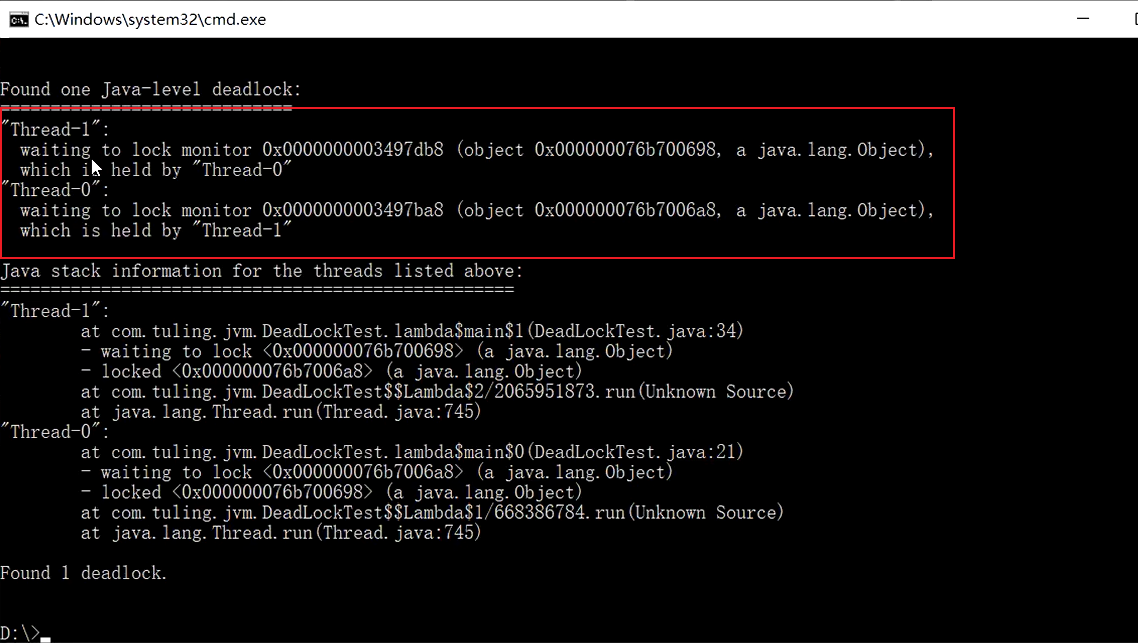 C:\Windows\system32\cmd.exe
Found one Java-level deadlock:
=============================
"Thread-1":
  waiting to lock monitor 0x0000000003497db8 (object 0x000000076b700698, a java.lang.Object),
  which is held by "Thread-0"
"Thread-0":
  waiting to lock monitor 0x0000000003497ba8 (object 0x000000076b7006a8, a java.lang.Object),
  which is held by "Thread-1"
Java stack information for the threads listed above:
===================================================
"Thread-1":
        at com.tuling.jvm.DeadLockTest.lambda$main$1(DeadLockTest.java:34)
        - waiting to lock <0x000000076b700698> (a java.lang.Object)
        - locked <0x000000076b7006a8> (a java.lang.Object)
        at com.tuling.jvm.DeadLockTest$$Lambda$2/2065951873.run(Unknown Source)
        at java.lang.Thread.run(Thread.java:745)
"Thread-0":
        at com.tuling.jvm.DeadLockTest.lambda$main$0(DeadLockTest.java:21)
        - waiting to lock <0x000000076b7006a8> (a java.lang.Object)
        - locked <0x000000076b700698> (a java.lang.Object)
        at com.tuling.jvm.DeadLockTest$$Lambda$1/668386784.run(Unknown Source)
        at java.lang.Thread.run(Thread.java:745)
Found 1 deadlock.
D:\>